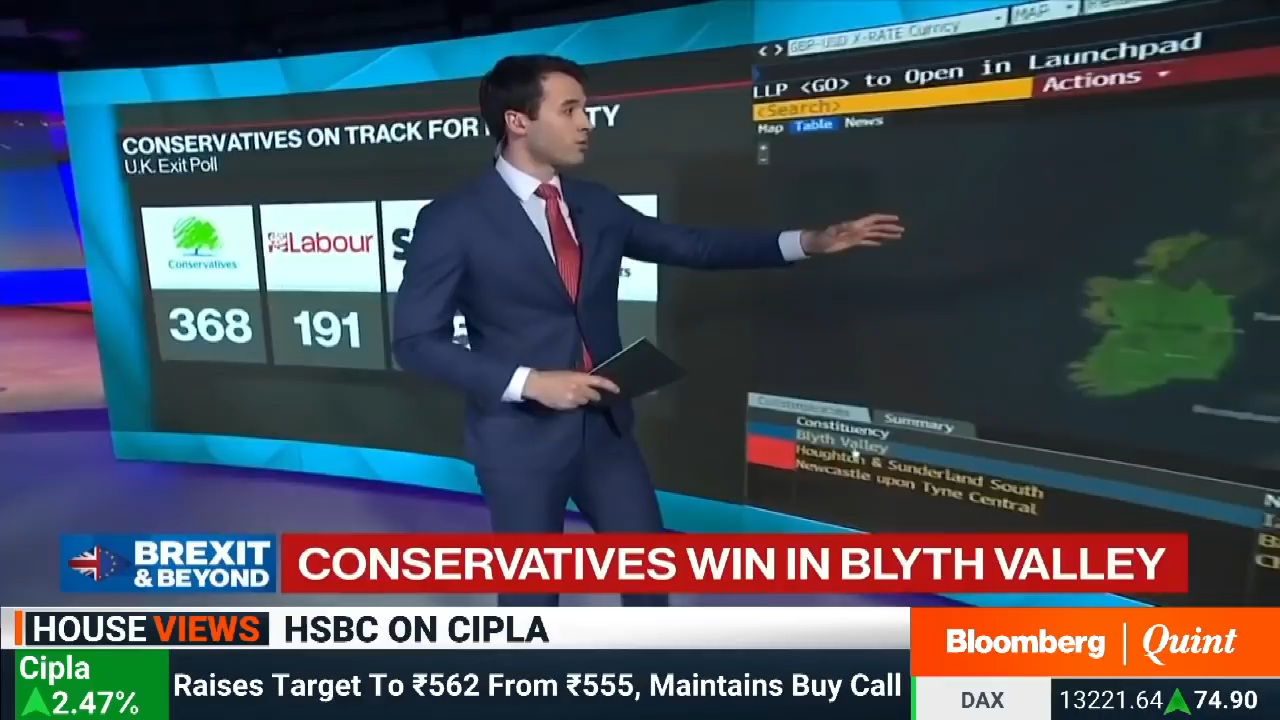 GBP-USD X-RATE Currency
MAP
LLP <GO> to Open in Launchpad
<Search>
Actions
Map Table News
CONSERVATIVES ON TRACK FOR
TY
U.K. Exit Poll
Conservatives
Labour
368
191
Summary
Constituency
Blyth Valley
Houghton & Sunderland South
Newcastle upon Tyne Central
BREXIT
& BEYOND
CONSERVATIVES WIN IN BLYTH VALLEY
HOUSE VIEWS HSBC ON CIPLA
Bloomberg | Quint
Cipla
2.47%
Raises Target To ₹562 From ₹555, Maintains Buy Call
DAX 13221.64 74.90